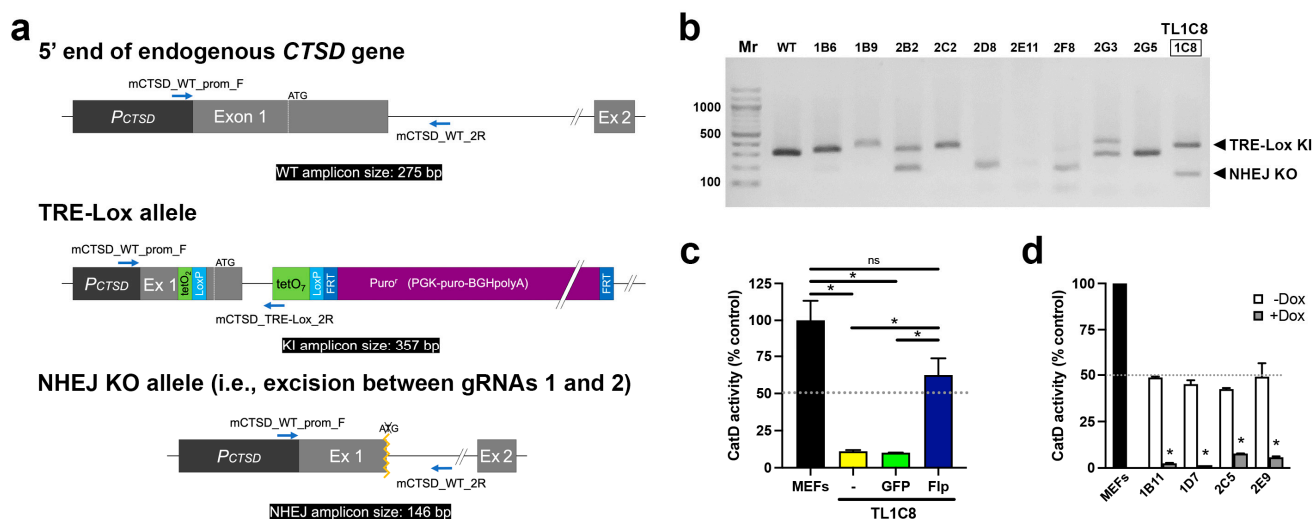 a
5’ end of endogenous CTSD gene
mCTSD_WT_prom_F
PCTSD
Exon 1
ATG
Ex 2
mCTSD_WT_2R
WT amplicon size: 275 bp
TRE-Lox allele
mCTSD_WT_prom_F
PCTSD
Ex 1
tetO2
LoxP
ATG
tetO7
LoxP
FRT
Puror (PGK-puro-BGHpolyA)
FRT
mCTSD_TRE-Lox_2R
KI amplicon size: 357 bp
NHEJ KO allele (i.e., excision between gRNAs 1 and 2)
mCTSD_WT_prom_F
ATG
PCTSD
Ex 1
Ex 2
mCTSD_WT_2R
NHEJ amplicon size: 146 bp
b
TL1C8
Mr WT 1B6 1B9 2B2 2C2 2D8 2E11 2F8 2G3 2G5 1C8
1000
500
100
TRE-Lox KI
NHEJ KO
c
CatD activity (% control)
125
100
75
50
25
0
ns
*
*
*
*
*
MEFs - GFP Flp
TL1C8
d
CatD activity (% control)
100
75
50
25
0
-Dox
+Dox
*
*
*
*
MEFs 1B11 1D7 2C5 2E9